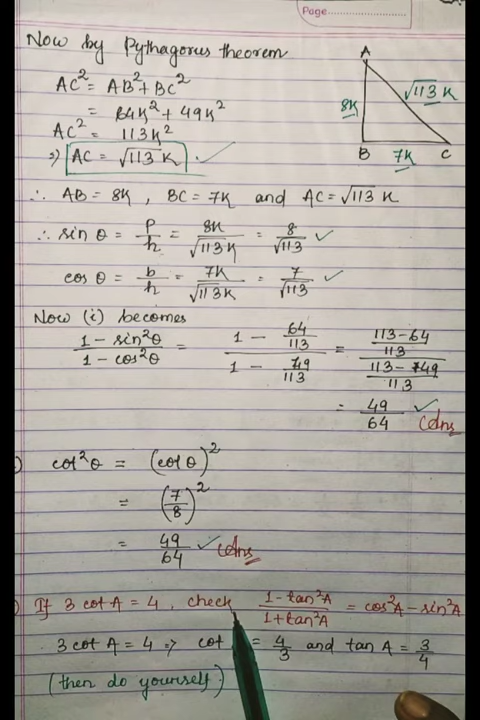 Page
Now by Pythagorus theorem
AC² = AB² + BC²
= 64K² + 49K²
AC² = 113K²
⇒ AC = √113 K
A
8K
√113 K
B
7K
C
∴ AB = 8K, BC = 7K and AC = √113 K
∴ sin θ = P/h = 8K/√113 K = 8/√113
cos θ = b/h = 7K/√113 K = 7/√113
Now (i) becomes
1 - sin²θ / 1 - cos²θ = (1 - 64/113) / (1 - 49/113) = (113-64/113) / (113-49/113)
= 49/64 Ans
) cot²θ = (cot θ)²
= (7/8)²
= 49/64 Ans
) If 3 cot A = 4, check 1-tan²A / 1+tan²A = cos²A - sin²A
3 cot A = 4 ⇒ cot = 4/3 and tan A = 3/4
(then do yourself)